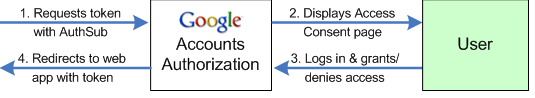 1. Requests token
with AuthSub
Google
Accounts
Authorization
2. Displays Access
Consent page
User
4. Redirects to web
app with token
3. Logs in & grants/
denies access